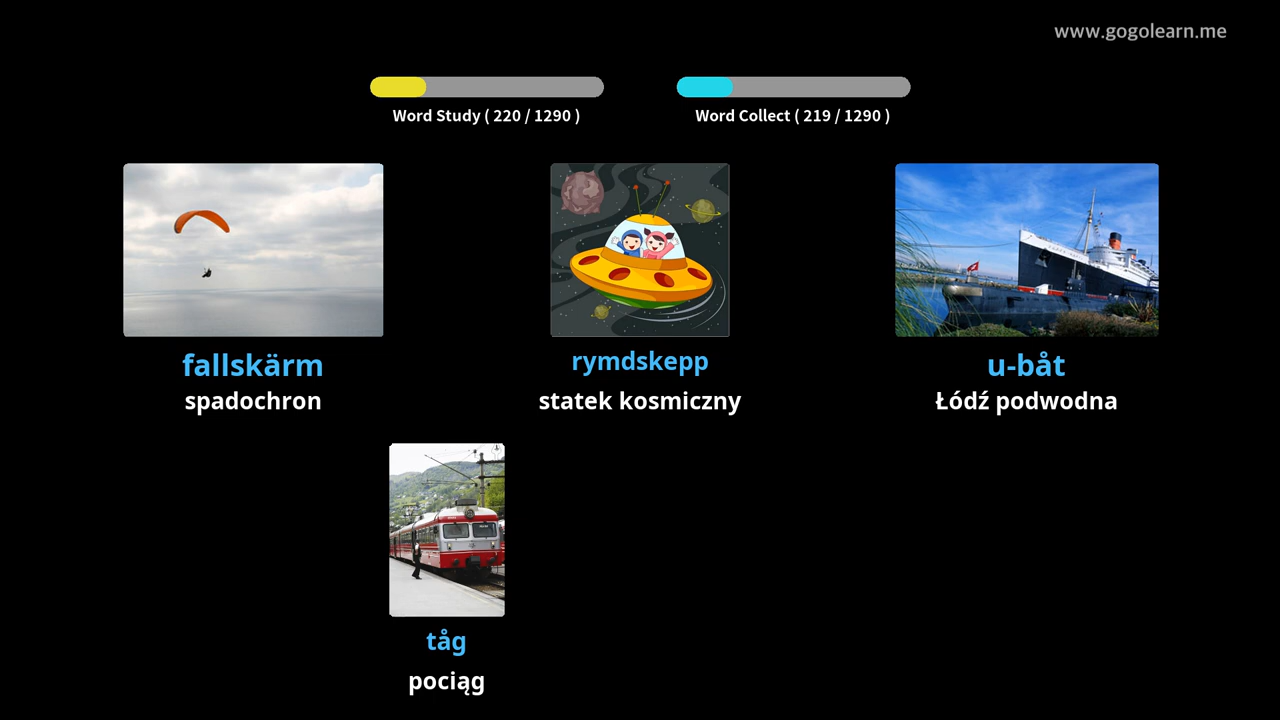 www.gogolearn.me
Word Study ( 220 / 1290 )
Word Collect ( 219 / 1290 )
fallskärm
spadochron
rymdskepp
statek kosmiczny
u-båt
Łódź podwodna
tåg
pociąg